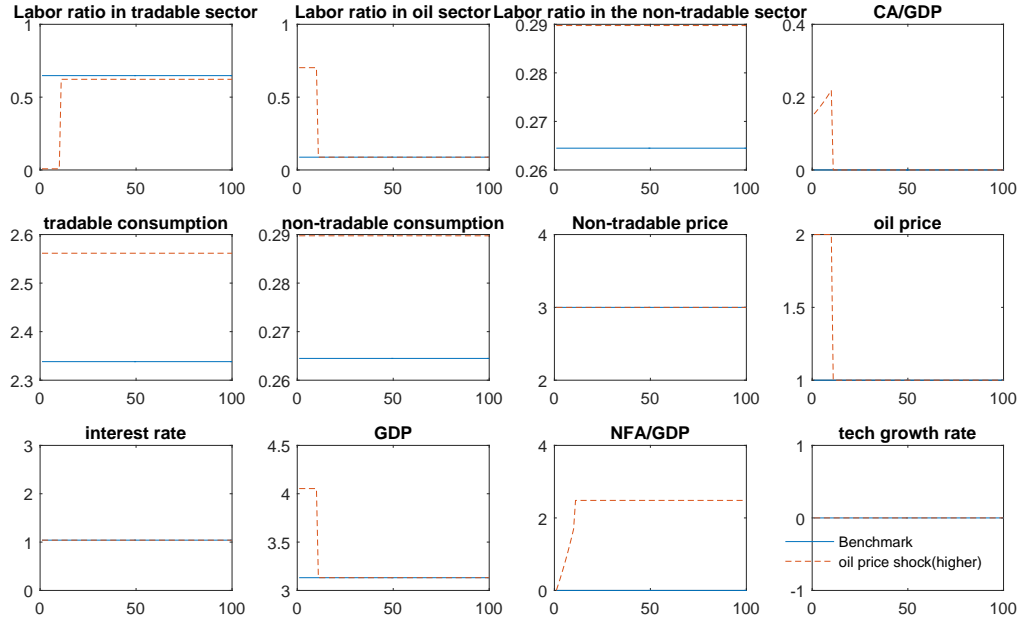 Labor ratio in tradable sector
1
0.5
0
0 50 100
Labor ratio in oil sector
1
0.5
0
0 50 100
Labor ratio in the non-tradable sector
0.29
0.28
0.27
0.26
0 50 100
CA/GDP
0.4
0.2
0
0 50 100
tradable consumption
2.6
2.5
2.4
2.3
0 50 100
non-tradable consumption
0.29
0.28
0.27
0.26
0 50 100
Non-tradable price
4
3
2
0 50 100
oil price
2
1.5
1
0 50 100
interest rate
3
2
1
0
0 50 100
GDP
4.5
4
3.5
3
0 50 100
NFA/GDP
4
2
0
0 50 100
tech growth rate
1
0
-1
0 50 100
Benchmark
oil price shock(higher)